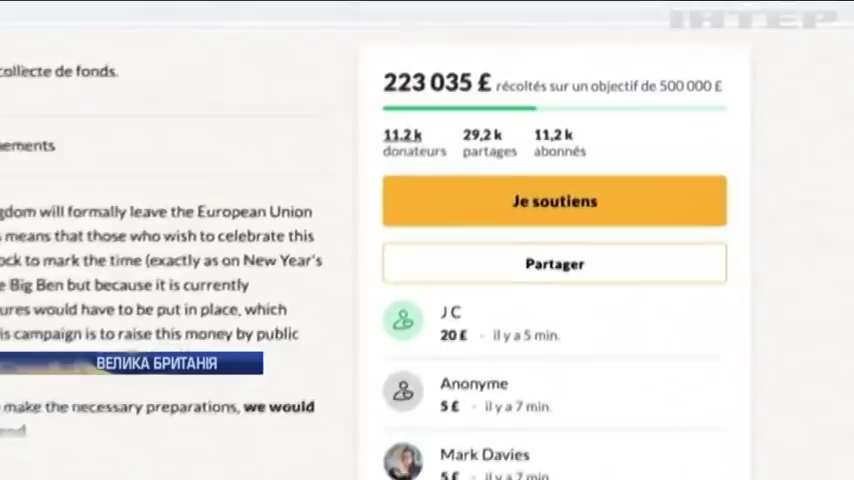 ІНТЕР
collecte de fonds.
223 035 £ récoltés sur un objectif de 500 000 £
11,2 k 29,2 k 11,2 k
donateurs partages abonnés
Je soutiens
Partager
J C
20 £ · il y a 5 min.
Anonyme
5 £ · il y a 7 min.
Mark Davies
5 £ · il y a 7 min.
gdom will formally leave the European Union
means that those who wish to celebrate this
ock to mark the time (exactly as on New Year's
e Big Ben but because it is currently
ures would have to be put in place, which
is campaign is to raise this money by public
ВЕЛИКА БРИТАНІЯ
make the necessary preparations, we would